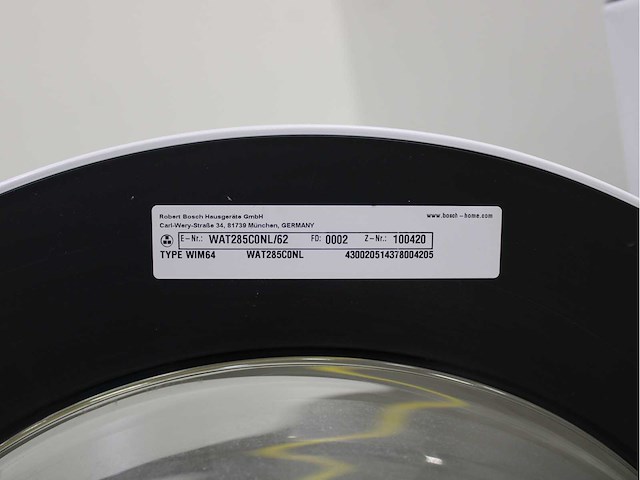 Robert Bosch Hausgeräte GmbH www.bosch-home.com
Carl-Wery-Straße 34, 81739 München, GERMANY
E-Nr.: WAT285C0NL/62 FD: 0002 Z-Nr.: 100420
TYPE WIM64 WAT285C0NL 430020514378004205